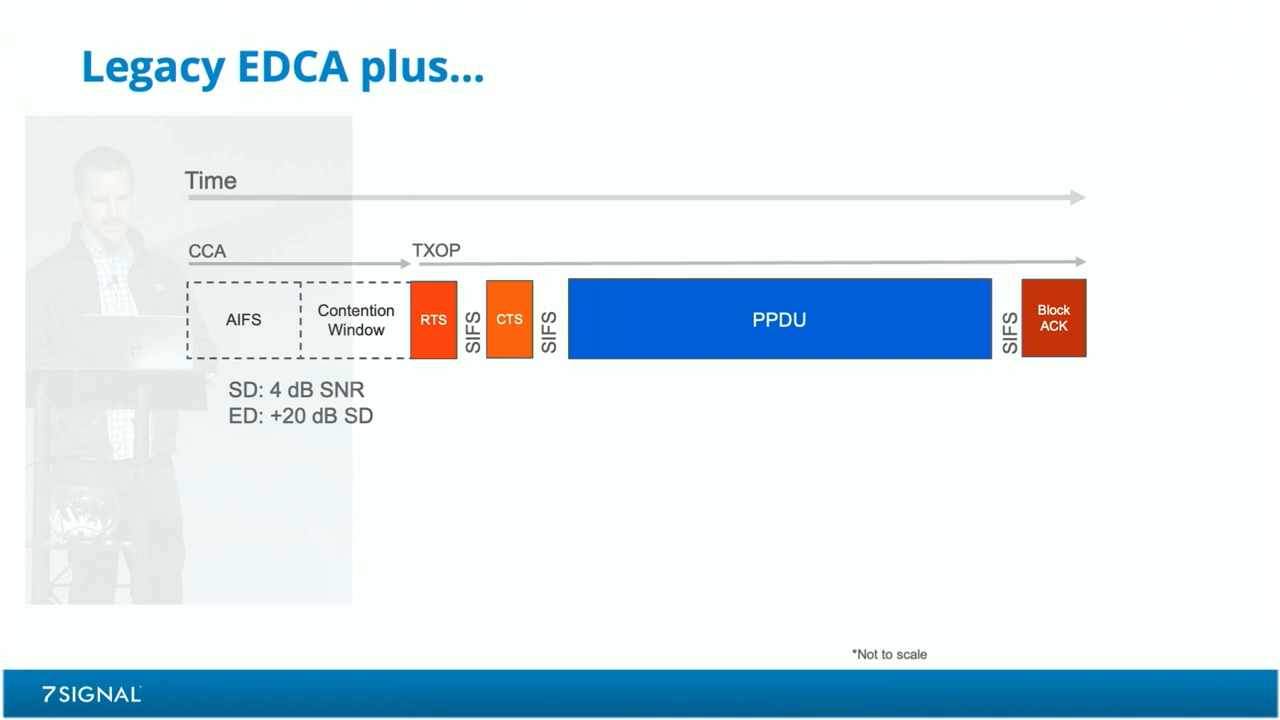 Legacy EDCA plus...
Time
CCA
TXOP
AIFS
Contention
Window
RTS
SIFS
CTS
SIFS
PPDU
SIFS
Block
ACK
SD: 4 dB SNR
ED: +20 dB SD
*Not to scale
7SIGNAL